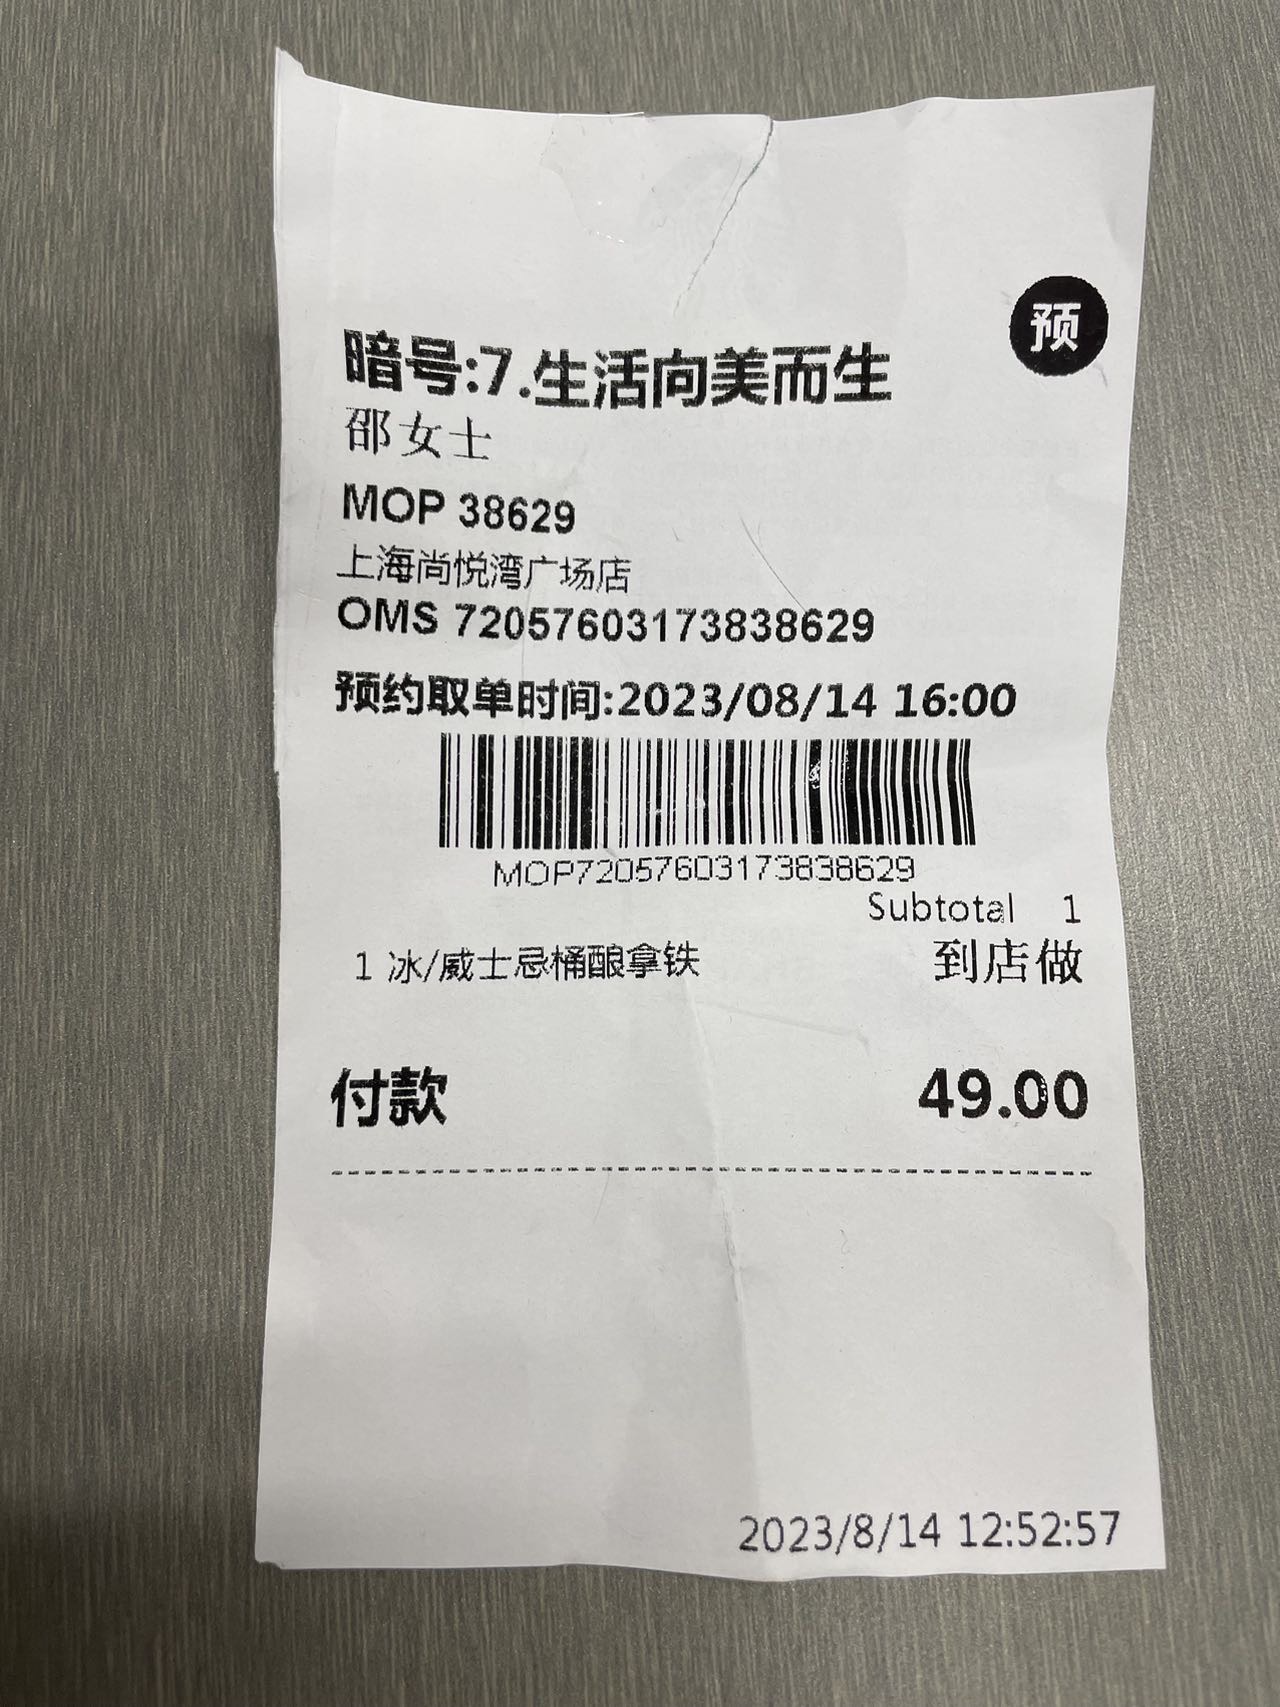 预
暗号:7.生活向美而生
邵女士
MOP 38629
上海尚悦湾广场店
OMS 72057603173838629
预约取单时间:2023/08/14 16:00
MOP72057603173838629
Subtotal 1
1 冰/威士忌桶酿拿铁 到店做
付款 49.00
2023/8/14 12:52:57